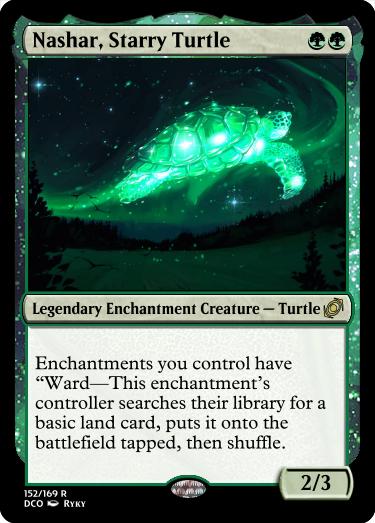 Nashar, Starry Turtle
Legendary Enchantment Creature — Turtle
Enchantments you control have
“Ward—This enchantment’s
controller searches their library for a
basic land card, puts it onto the
battlefield tapped, then shuffle.
2/3
152/169 R
DCO Ryky